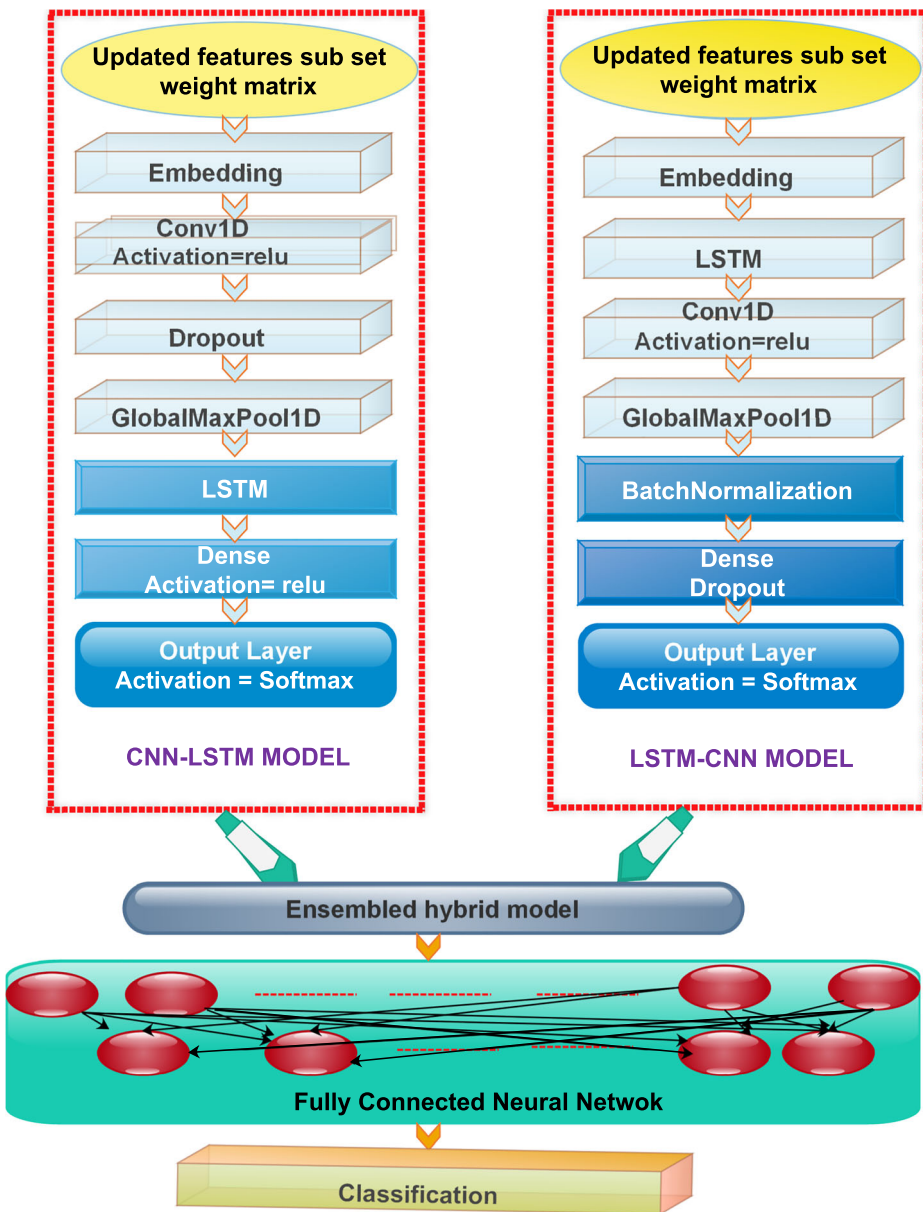 Updated features sub set
weight matrix
Embedding
Conv1D
Activation=relu
Dropout
GlobalMaxPool1D
LSTM
Dense
Activation= relu
Output Layer
Activation = Softmax
CNN-LSTM MODEL
Updated features sub set
weight matrix
Embedding
LSTM
Conv1D
Activation=relu
GlobalMaxPool1D
BatchNormalization
Dense
Dropout
Output Layer
Activation = Softmax
LSTM-CNN MODEL
Ensembled hybrid model
Fully Connected Neural Netwok
Classification